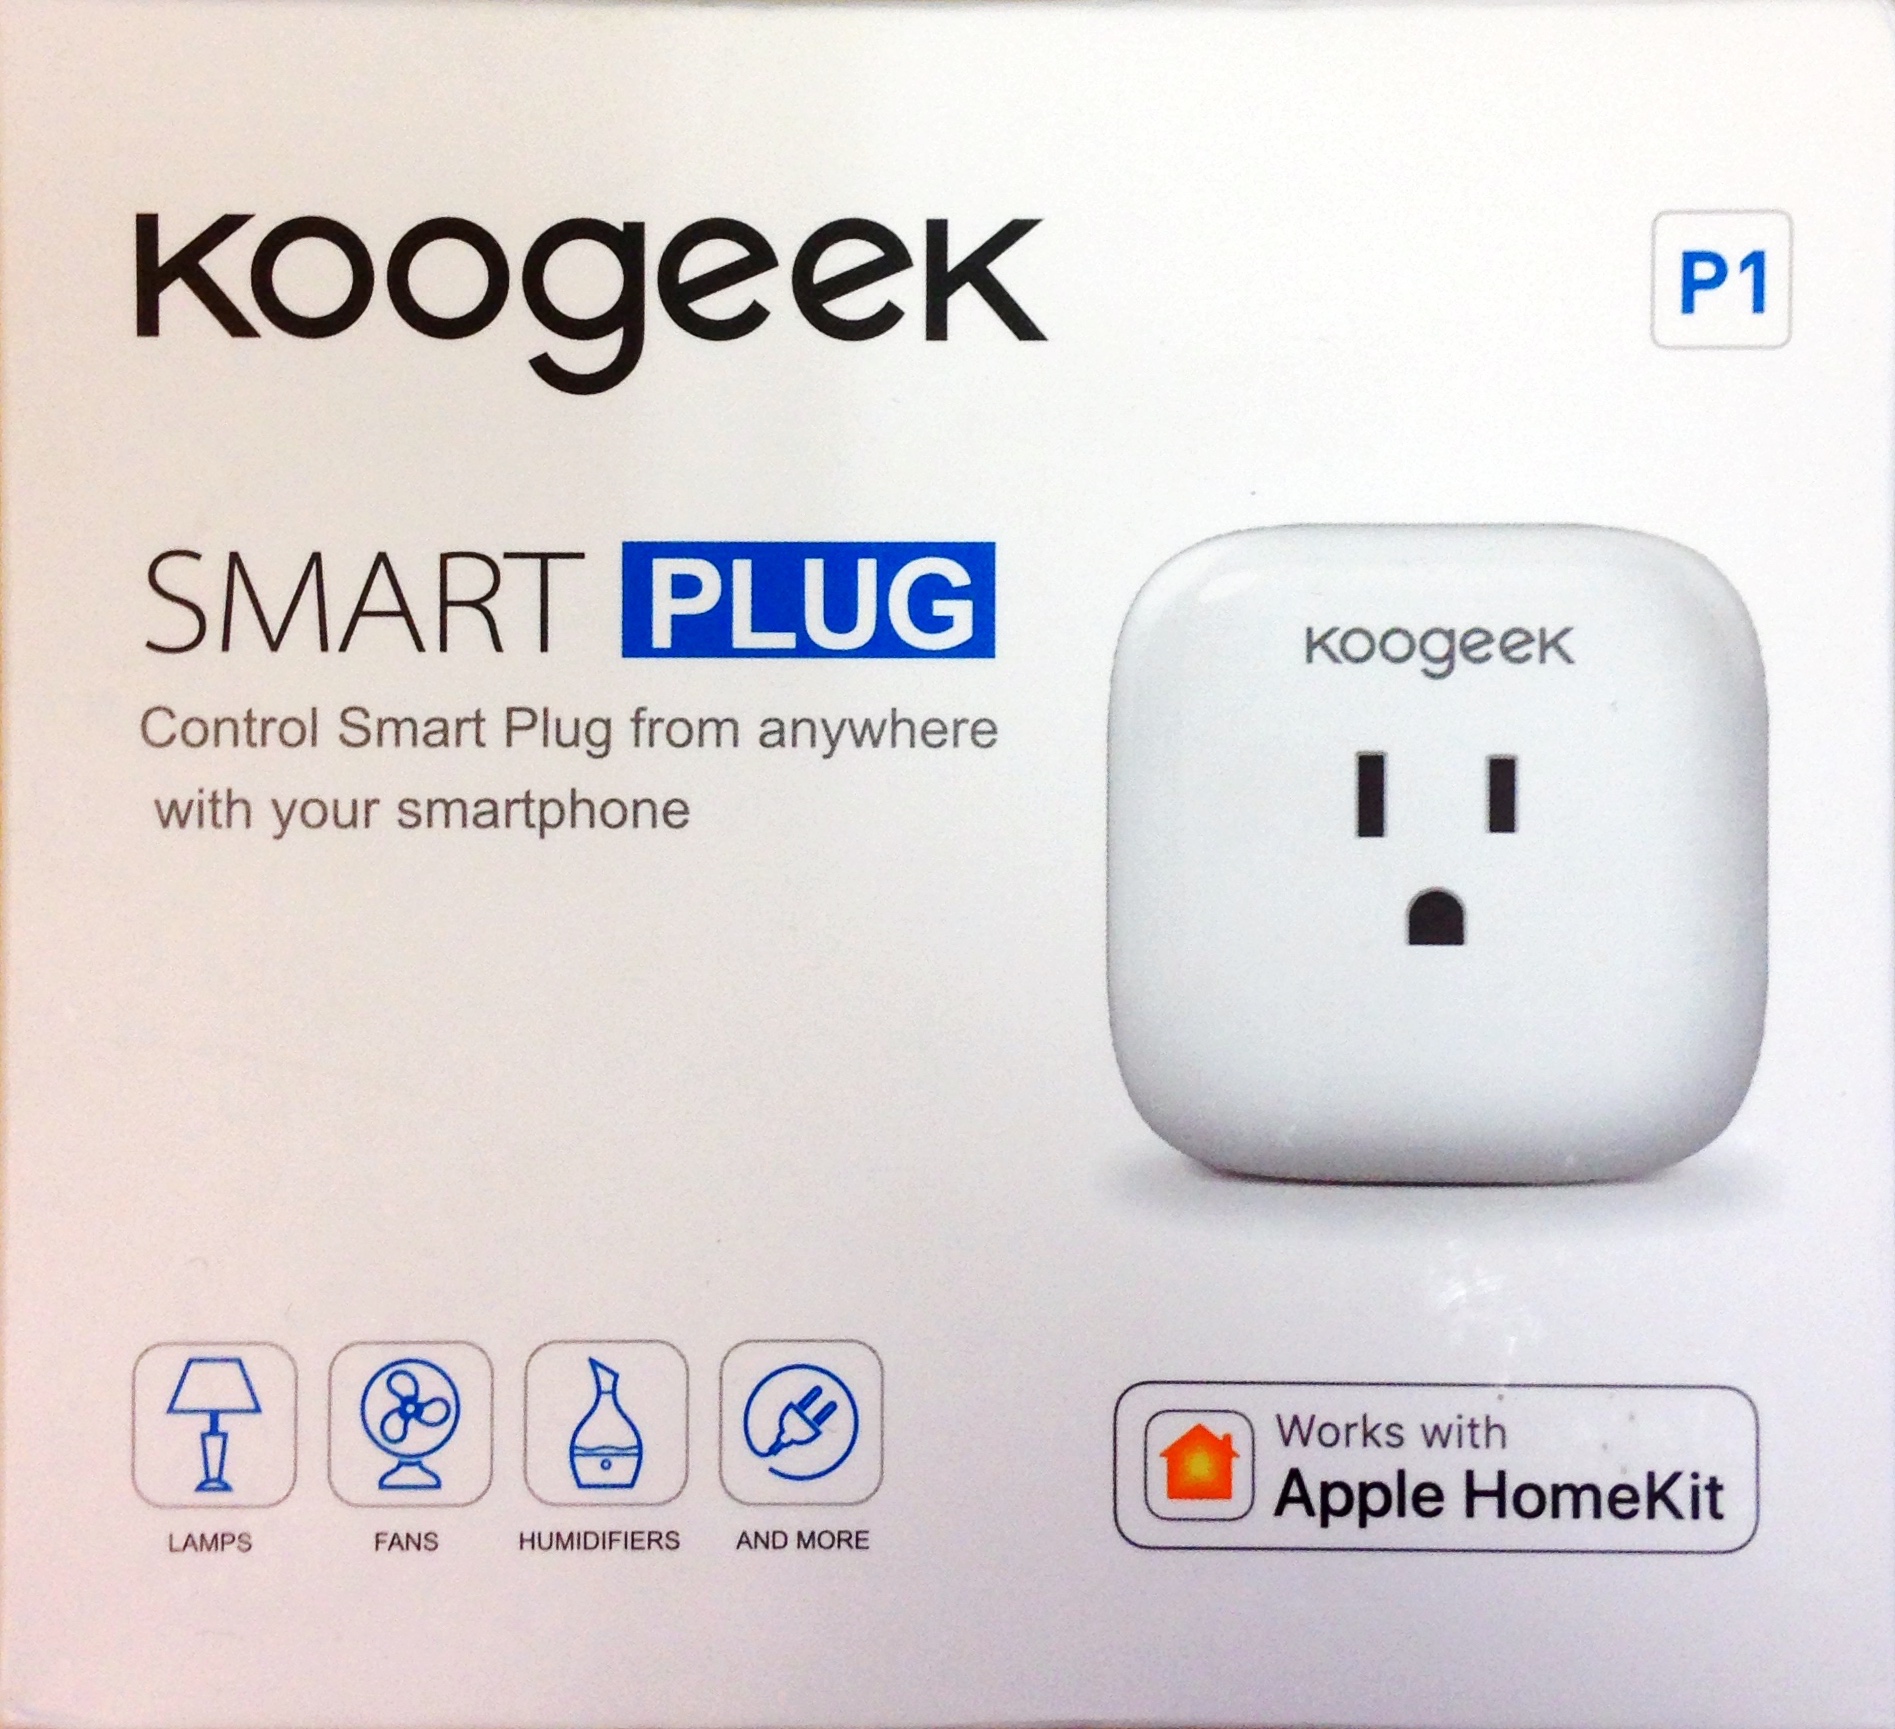 Koogeek
P1
SMART PLUG
Control Smart Plug from anywhere
with your smartphone
Koogeek
LAMPS
FANS
HUMIDIFIERS
AND MORE
Works with
Apple HomeKit